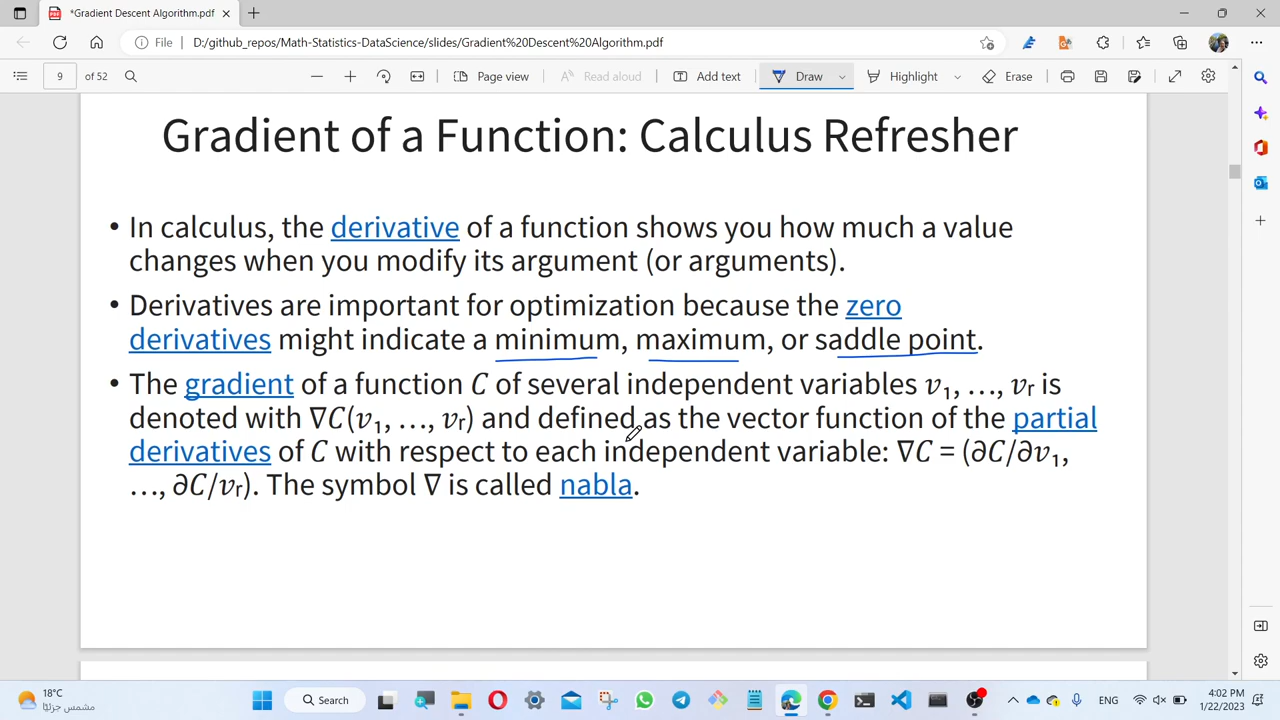 *Gradient Descent Algorithm.pdf
File D:/github_repos/Math-Statistics-DataScience/slides/Gradient%20Descent%20Algorithm.pdf
9 of 52 Page view Read aloud Add text Draw Highlight Erase
Gradient of a Function: Calculus Refresher
• In calculus, the derivative of a function shows you how much a value
changes when you modify its argument (or arguments).
• Derivatives are important for optimization because the zero
derivatives might indicate a minimum, maximum, or saddle point.
• The gradient of a function 𝐶 of several independent variables 𝑣₁, …, 𝑣ᵣ is
denoted with ∇𝐶(𝑣₁, …, 𝑣ᵣ) and defined as the vector function of the partial
derivatives of 𝐶 with respect to each independent variable: ∇𝐶 = (∂𝐶/∂𝑣₁,
…, ∂𝐶/𝑣ᵣ). The symbol ∇ is called nabla.
18°C
مشمس جزئيًا
Search
ENG
4:02 PM
1/22/2023